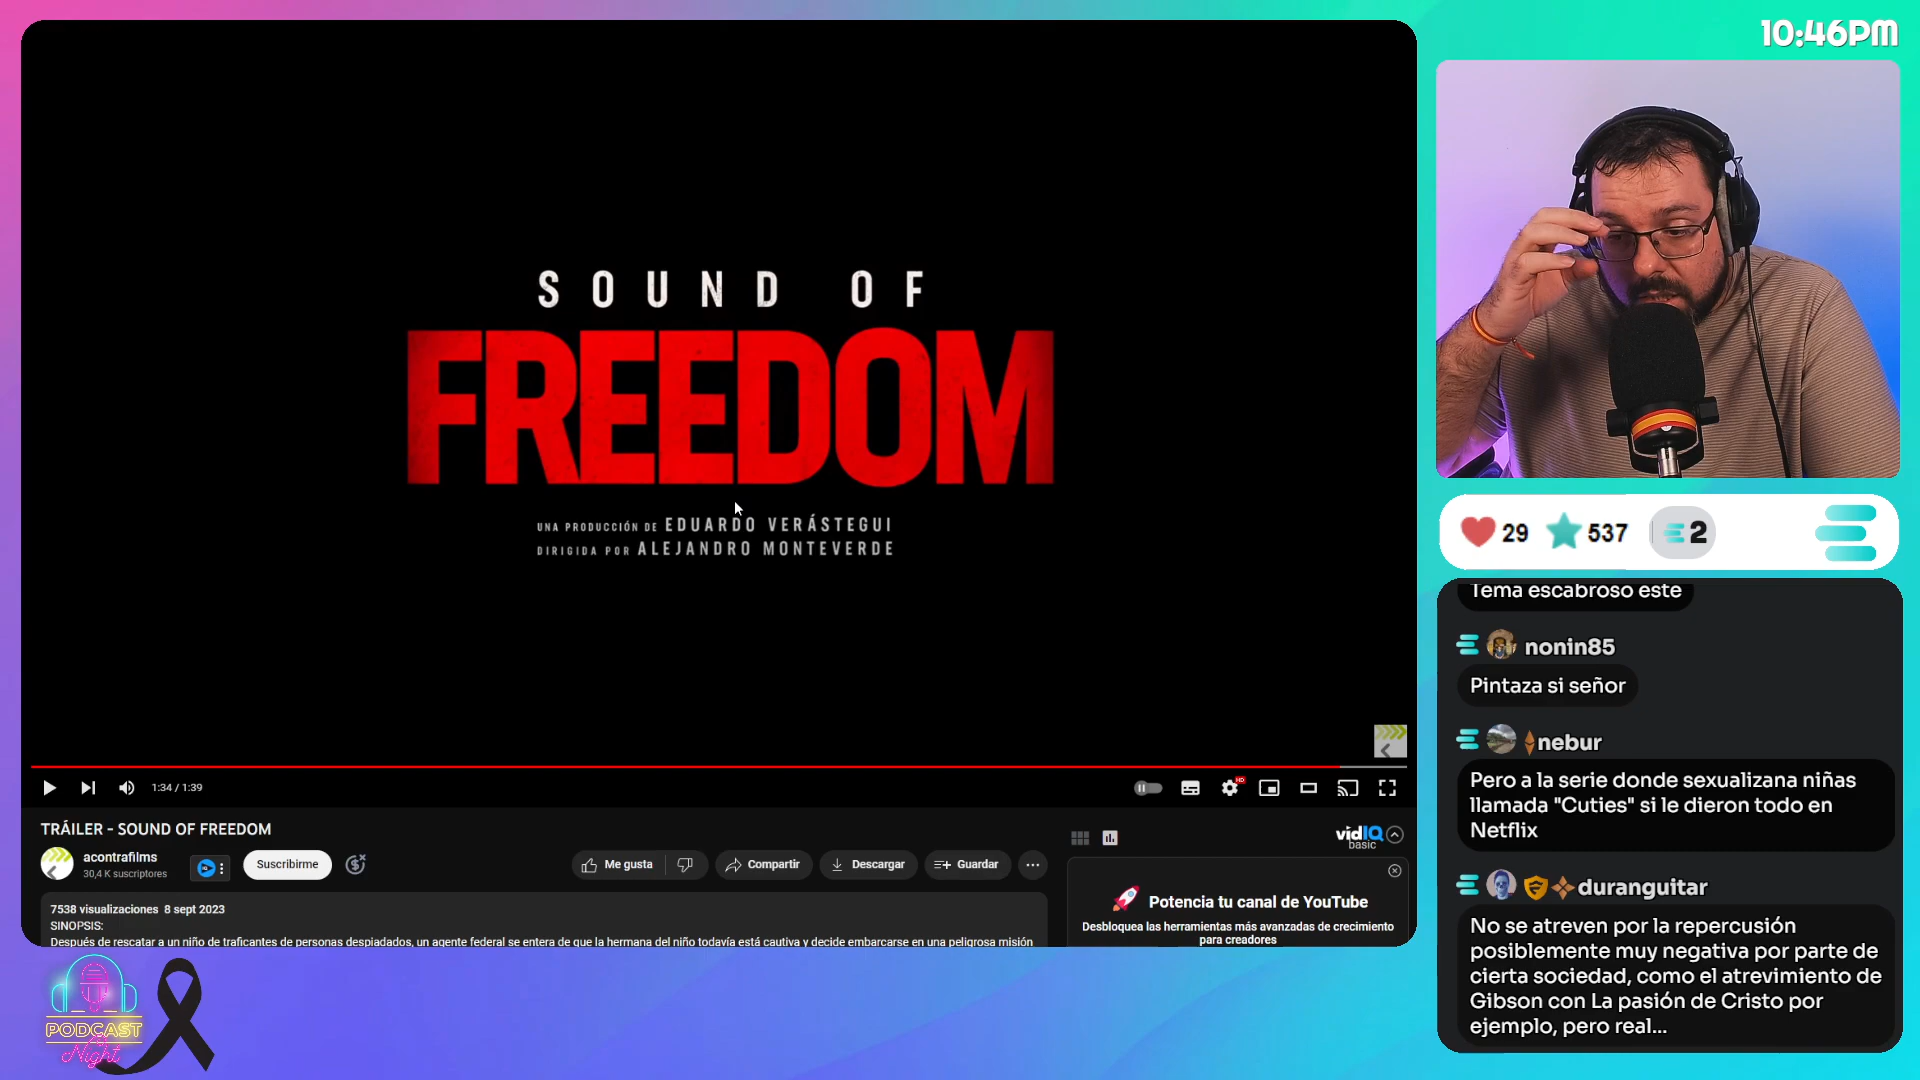 10:46PM
SOUND OF
FREEDOM
UNA PRODUCCIÓN DE EDUARDO VERÁSTEGUI
DIRIGIDA POR ALEJANDRO MONTEVERDE
1:34 / 1:39
HD
TRÁILER - SOUND OF FREEDOM
acontrafilms
30,4 K suscriptores
Suscribirme
Me gusta
Compartir
Descargar
Guardar
7538 visualizaciones 8 sept 2023
SINOPSIS:
Después de rescatar a un niño de traficantes de personas despiadados, un agente federal se entera de que la hermana del niño todavía está cautiva y decide embarcarse en una peligrosa misión
vidIQ
basic
Potencia tu canal de YouTube
Desbloquea las herramientas más avanzadas de crecimiento
para creadores
29 537 2
Tema escabroso este
nonin85
Pintaza si señor
nebur
Pero a la serie donde sexualizana niñas
llamada "Cuties" si le dieron todo en
Netflix
duranguitar
No se atreven por la repercusión
posiblemente muy negativa por parte de
cierta sociedad, como el atrevimiento de
Gibson con La pasión de Cristo por
ejemplo, pero real...
PODCAST
Night